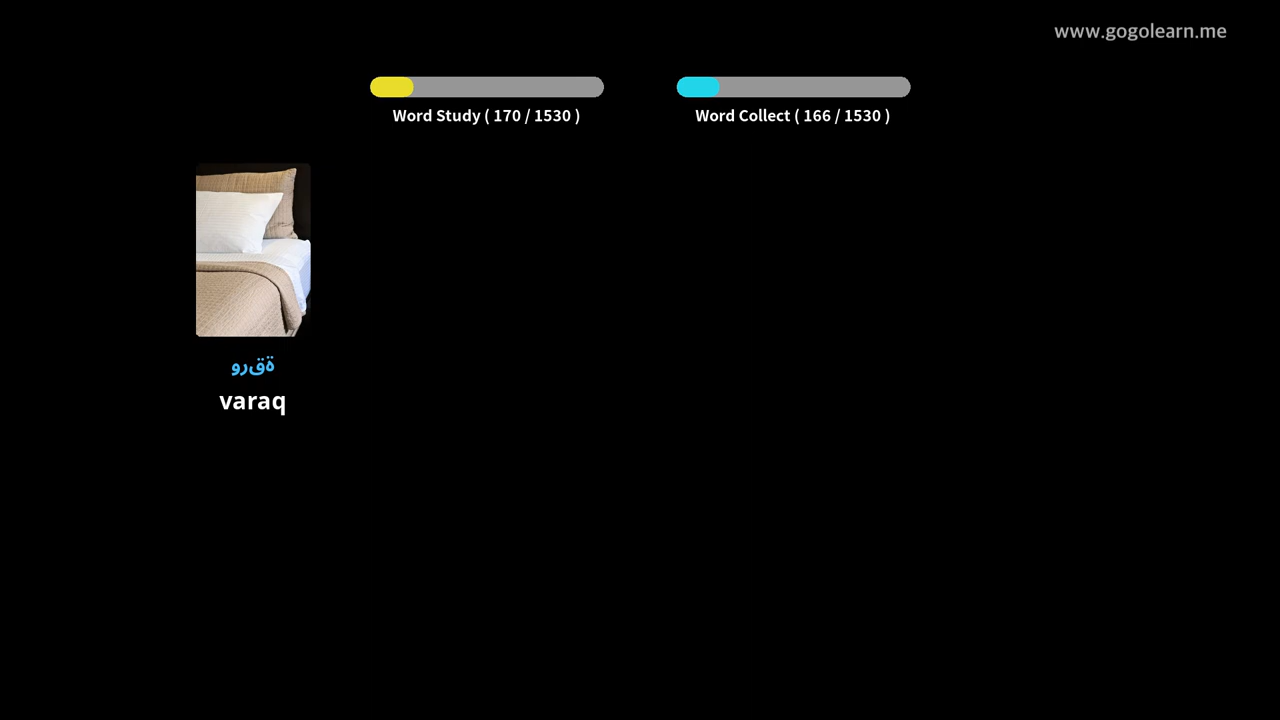 www.gogolearn.me
Word Study ( 170 / 1530 )
Word Collect ( 166 / 1530 )
ةقرو
varaq